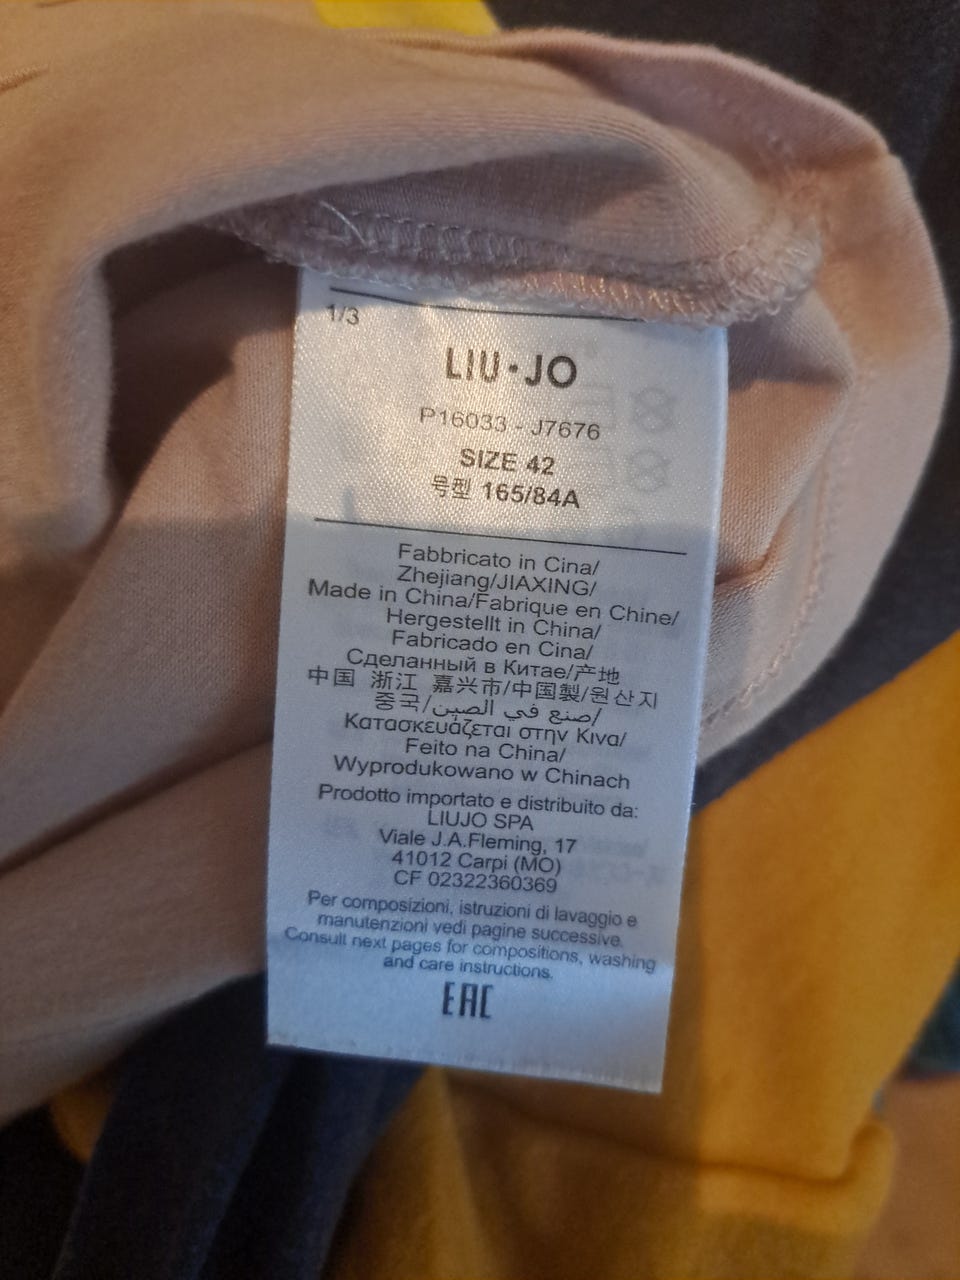 1/3
LIU·JO
P16033 - J7676
SIZE 42
号型 165/84A
Fabbricato in Cina/
Zhejiang/JIAXING/
Made in China/Fabrique en Chine/
Hergestellt in China/
Fabricado en Cina/
Сделанный в Китае/产地
中国 浙江 嘉兴市/中国製/원산지
중국/صنع في الصين/
Κατασκευάζεται στην Κινα/
Feito na China/
Wyprodukowano w Chinach
Prodotto importato e distribuito da:
LIUJO SPA
Viale J.A.Fleming, 17
41012 Carpi (MO)
CF 02322360369
Per composizioni, istruzioni di lavaggio e
manutenzioni vedi pagine successive.
Consult next pages for compositions, washing
and care instructions.
EAC